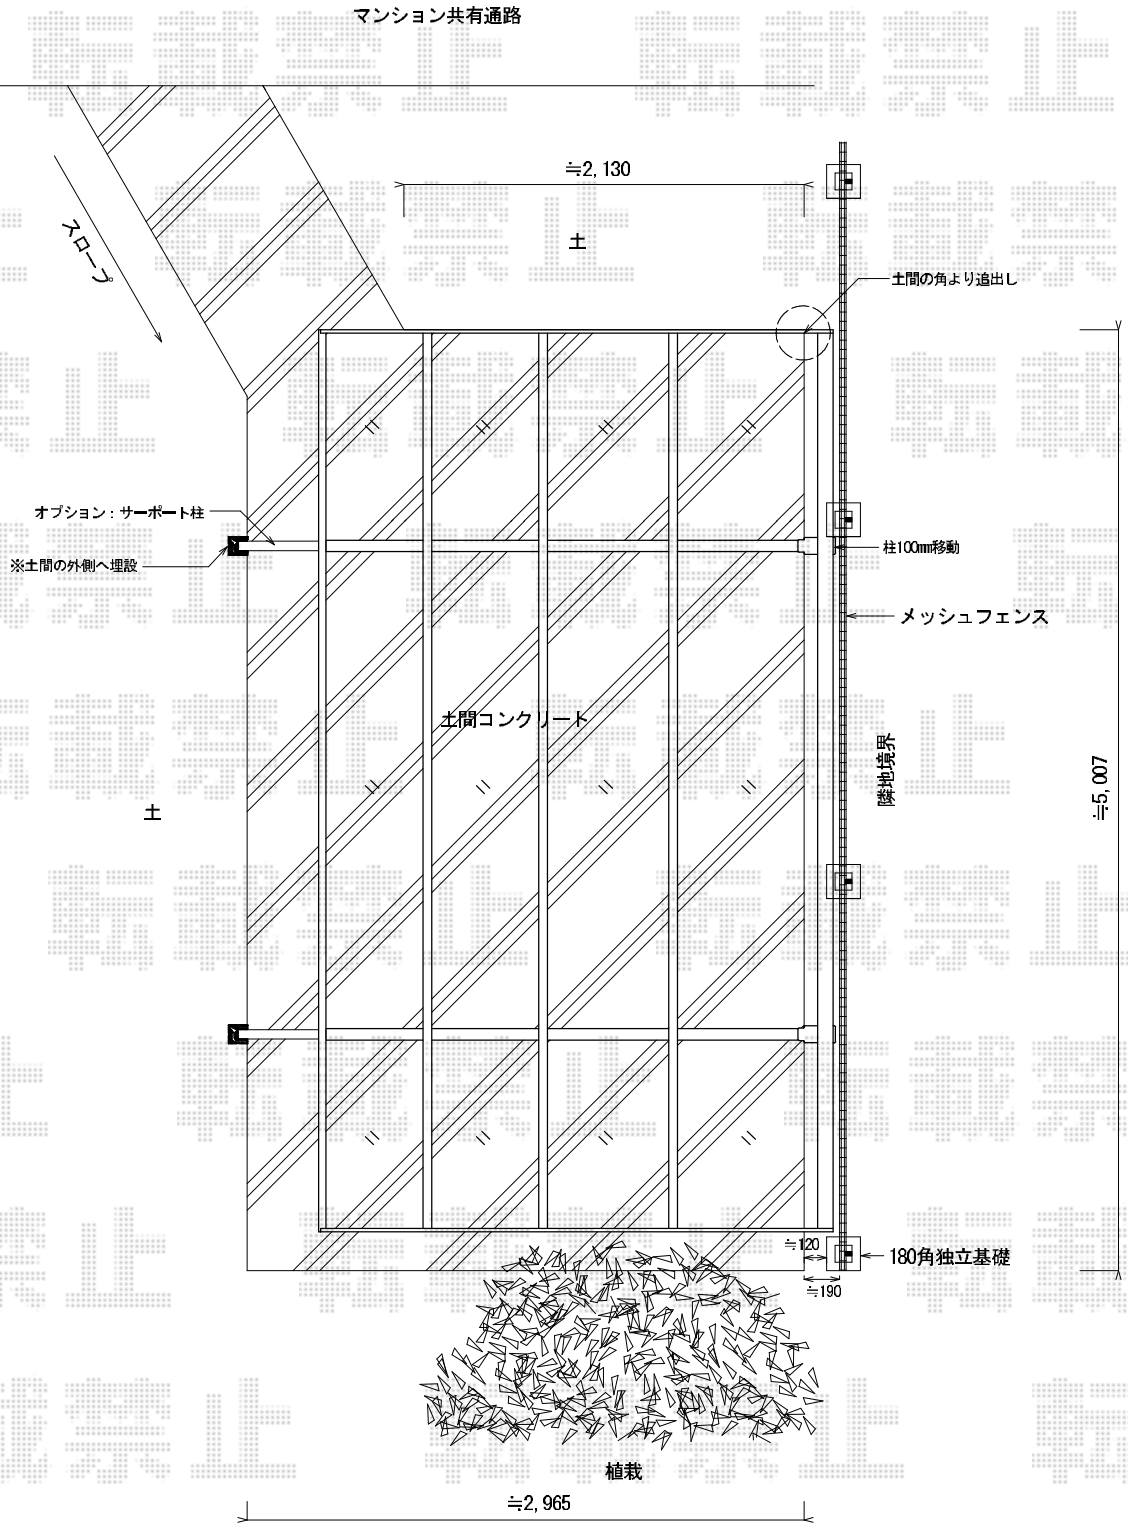 マンション共有通路
≒2,130
土
スロープ
土間の角より追出し
オプション：サーポート柱
※土間の外側へ埋設
柱100mm移動
メッシュフェンス
土間コンクリート
隣地境界
≒5,007
土
≒120
180角独立基礎
≒190
植栽
≒2,965
転載禁止